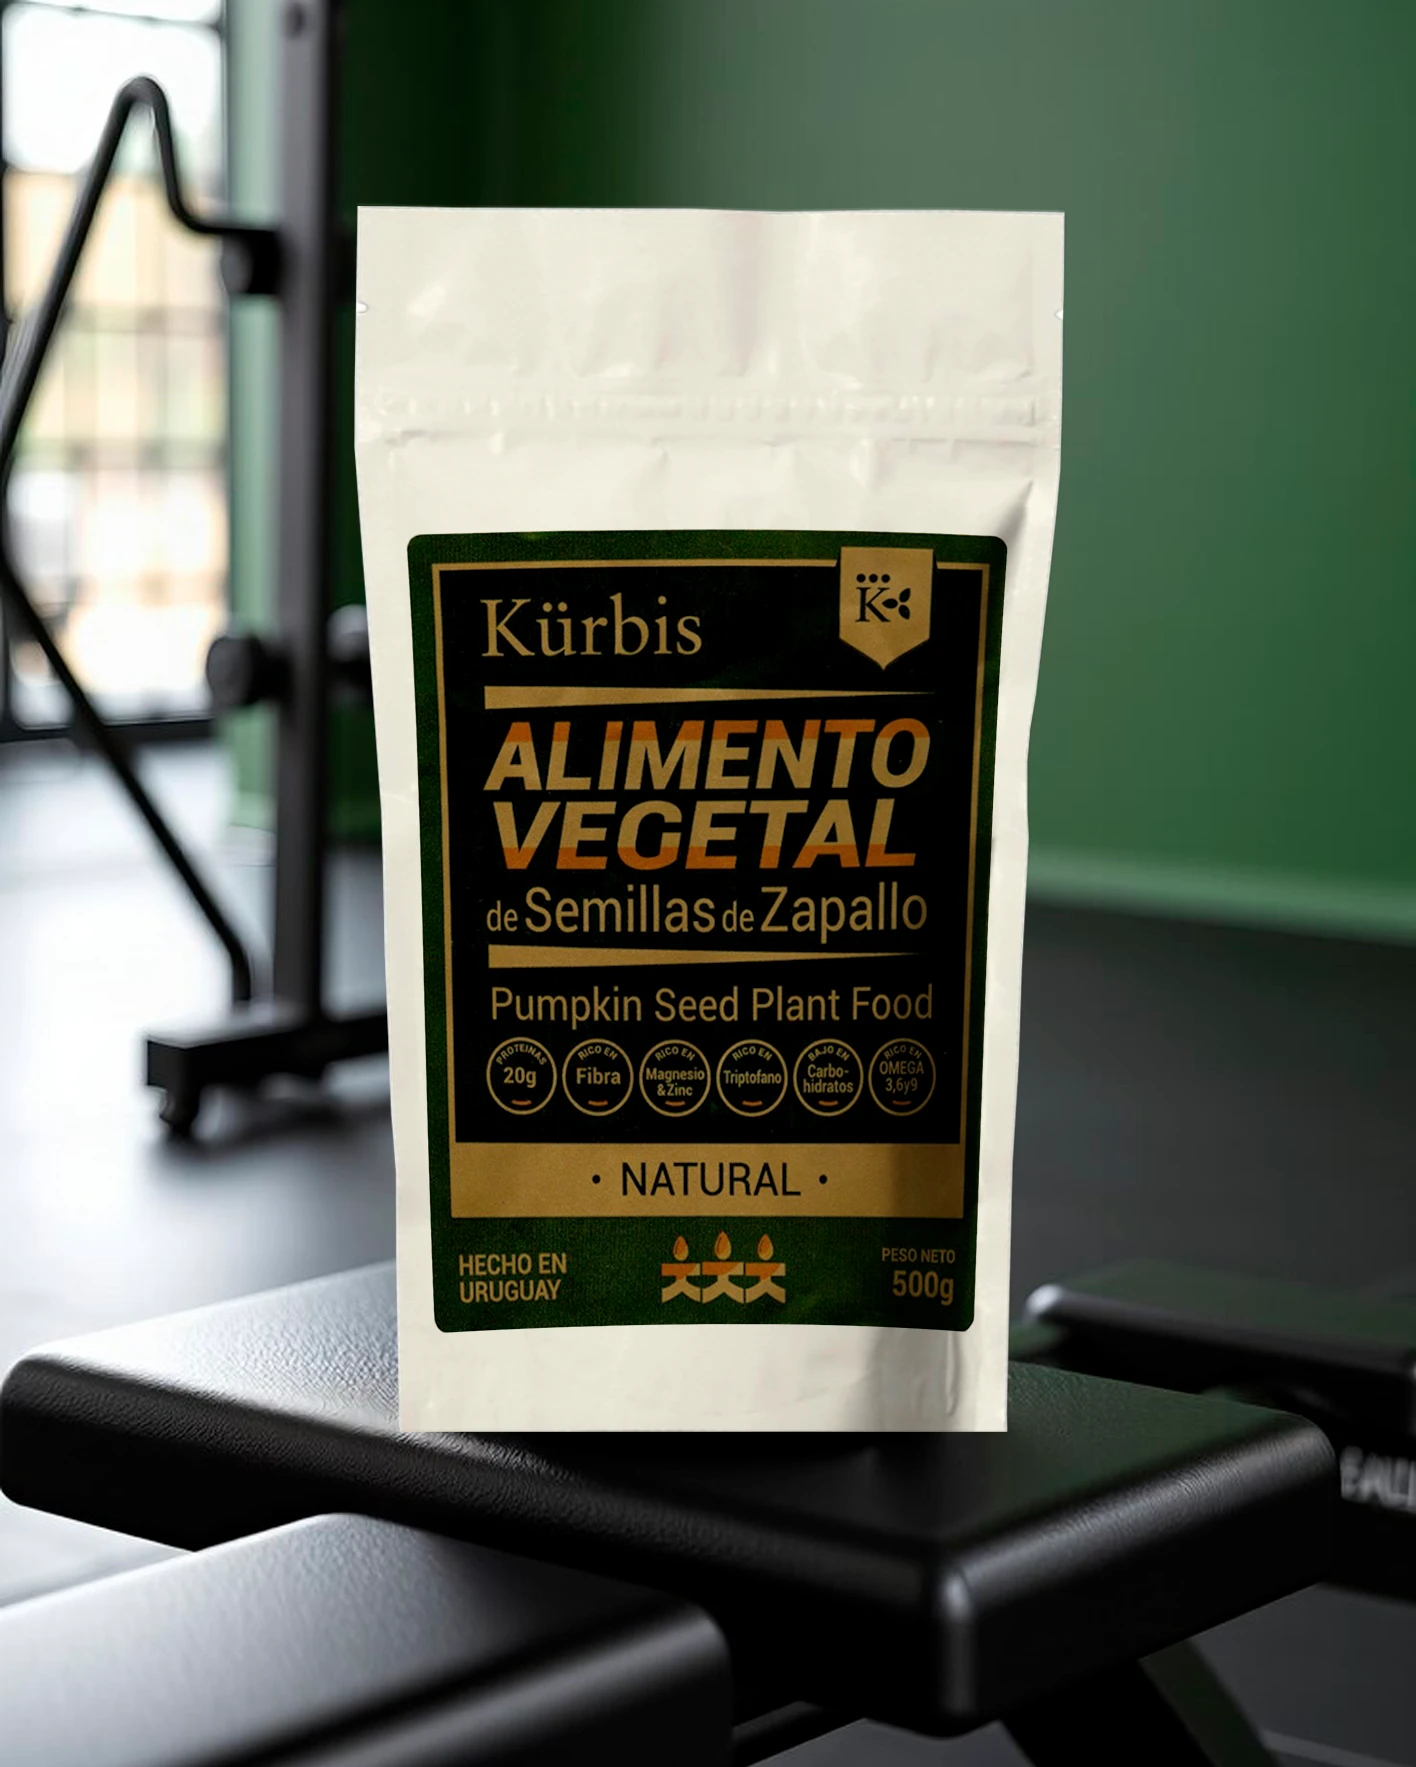 Kürbis
K
ALIMENTO
VEGETAL
de Semillas de Zapallo
Pumpkin Seed Plant Food
PROTEINAS
20g
RICO EN
Fibra
RICO EN
Magnesio
&Zinc
RICO EN
Triptofano
BAJO EN
Carbo-
hidratos
RICO EN
OMEGA
3,6y9
• NATURAL •
HECHO EN
URUGUAY
PESO NETO
500g